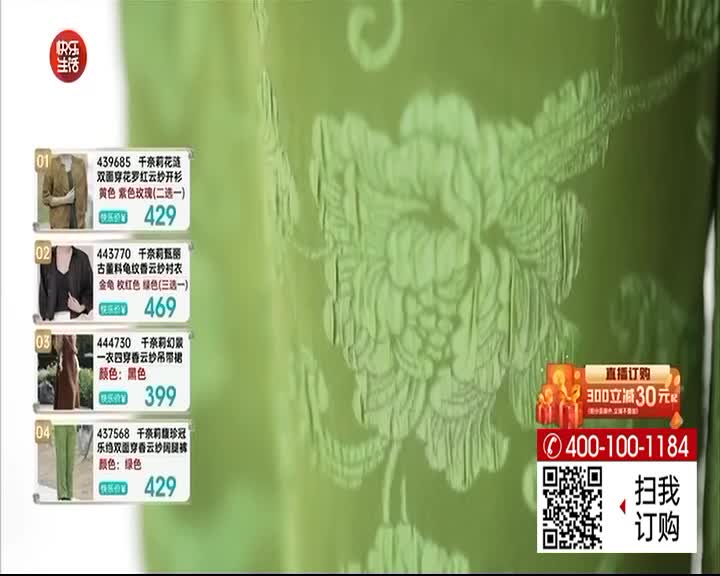 快乐
生活
01
439685 千奈莉花涟
双面穿花罗红云纱开衫
黄色 紫色玫瑰(二选一)
快乐价¥ 429
02
443770 千奈莉甄丽
古董料龟纹香云纱衬衣
金龟 枚红色 绿色(三选一)
快乐价¥ 469
03
444730 千奈莉幻景
一衣四穿香云纱吊带裙
颜色：黑色
快乐价¥ 399
04
437568 千奈莉馥珍冠
乐绉双面穿香云纱阔腿裤
颜色：绿色
快乐价¥ 429
直播订购
300立减30元起
400-100-1184
扫我
订购